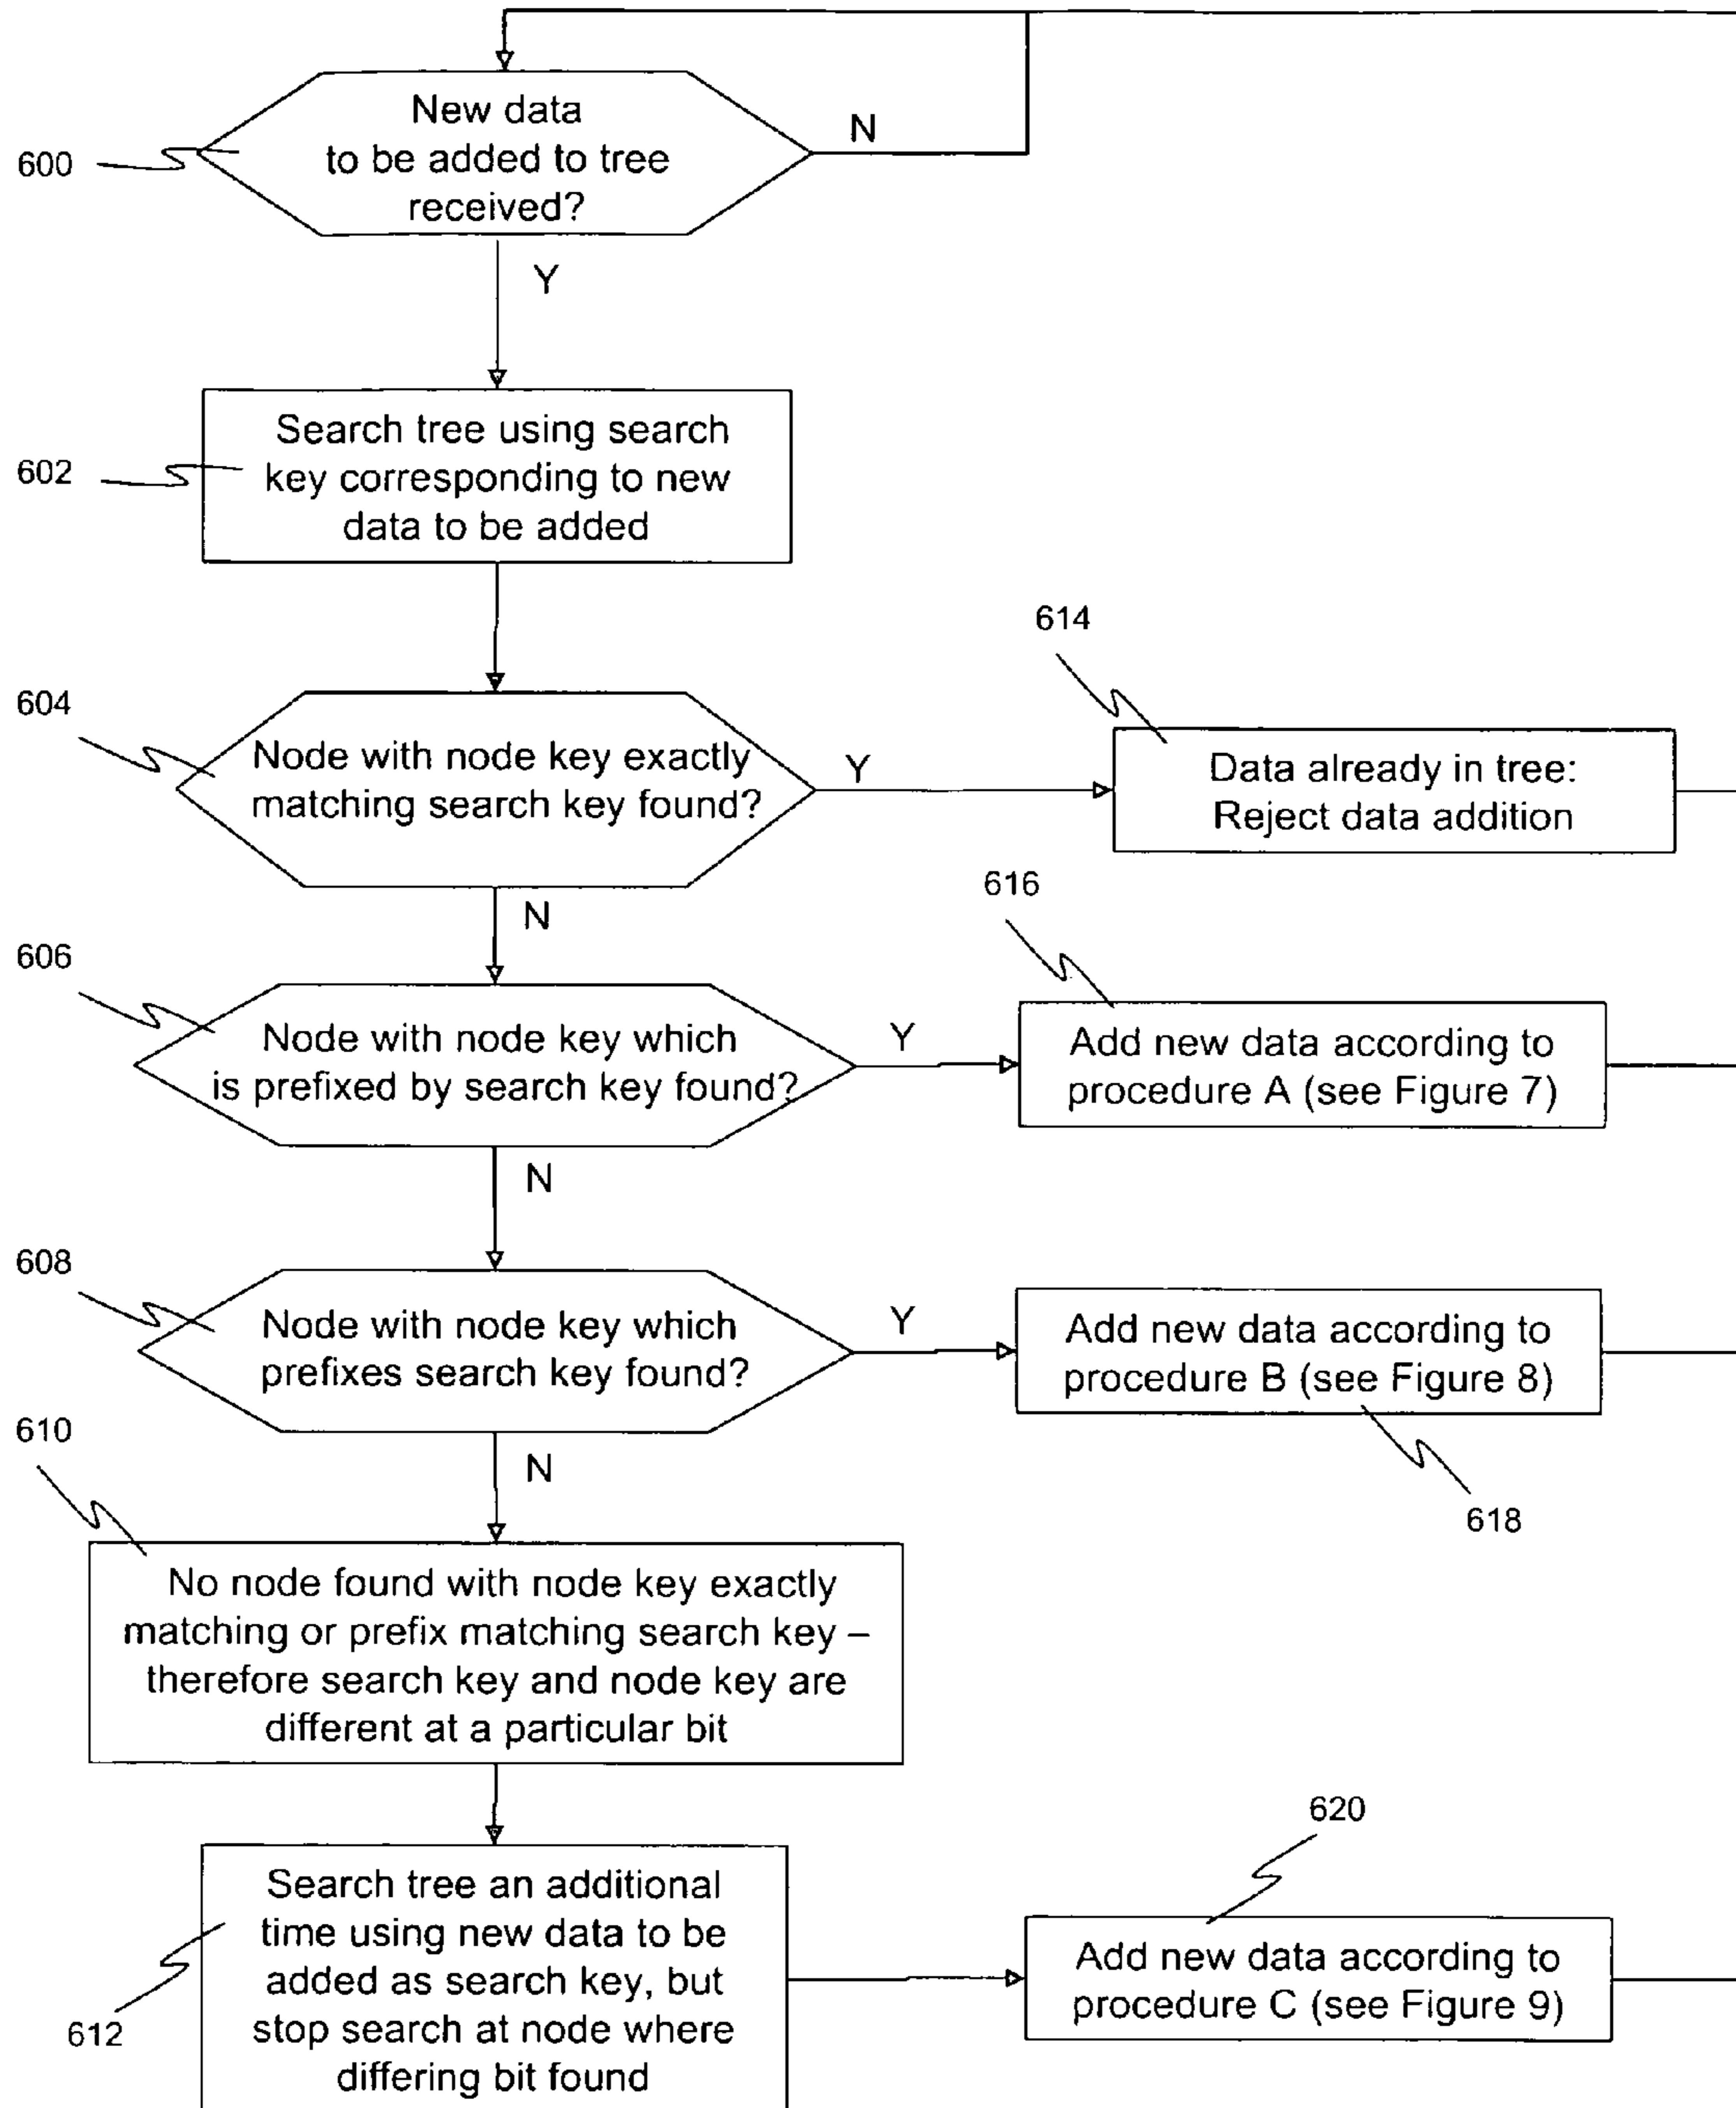 New data
to be added to tree
received?
N
600
Y
Search tree using search
key corresponding to new
data to be added
602
614
604
Node with node key exactly
matching search key found?
Y
Data already in tree:
Reject data addition
616
N
606
Node with node key which
is prefixed by search key found?
Y
Add new data according to
procedure A (see Figure 7)
N
608
Node with node key which
prefixes search key found?
Y
Add new data according to
procedure B (see Figure 8)
610
N
618
No node found with node key exactly
matching or prefix matching search key –
therefore search key and node key are
different at a particular bit
620
Search tree an additional
time using new data to be
added as search key, but
stop search at node where
differing bit found
612
Add new data according to
procedure C (see Figure 9)